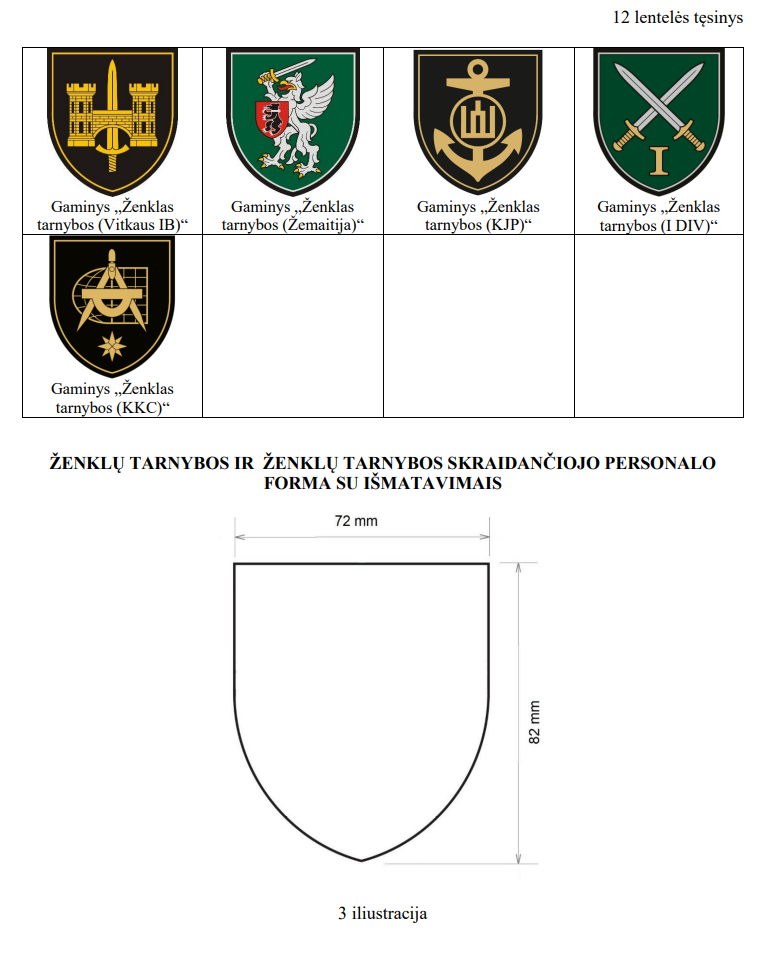 12 lentelės tęsinys
Gaminys „Ženklas
tarnybos (Vitkaus IB)“
Gaminys „Ženklas
tarnybos (Žemaitija)“
Gaminys „Ženklas
tarnybos (KJP)“
I
Gaminys „Ženklas
tarnybos (I DIV)“
Gaminys „Ženklas
tarnybos (KKC)“
ŽENKLŲ TARNYBOS IR ŽENKLŲ TARNYBOS SKRAIDANČIOJO PERSONALO
FORMA SU IŠMATAVIMAIS
72 mm
82 mm
3 iliustracija